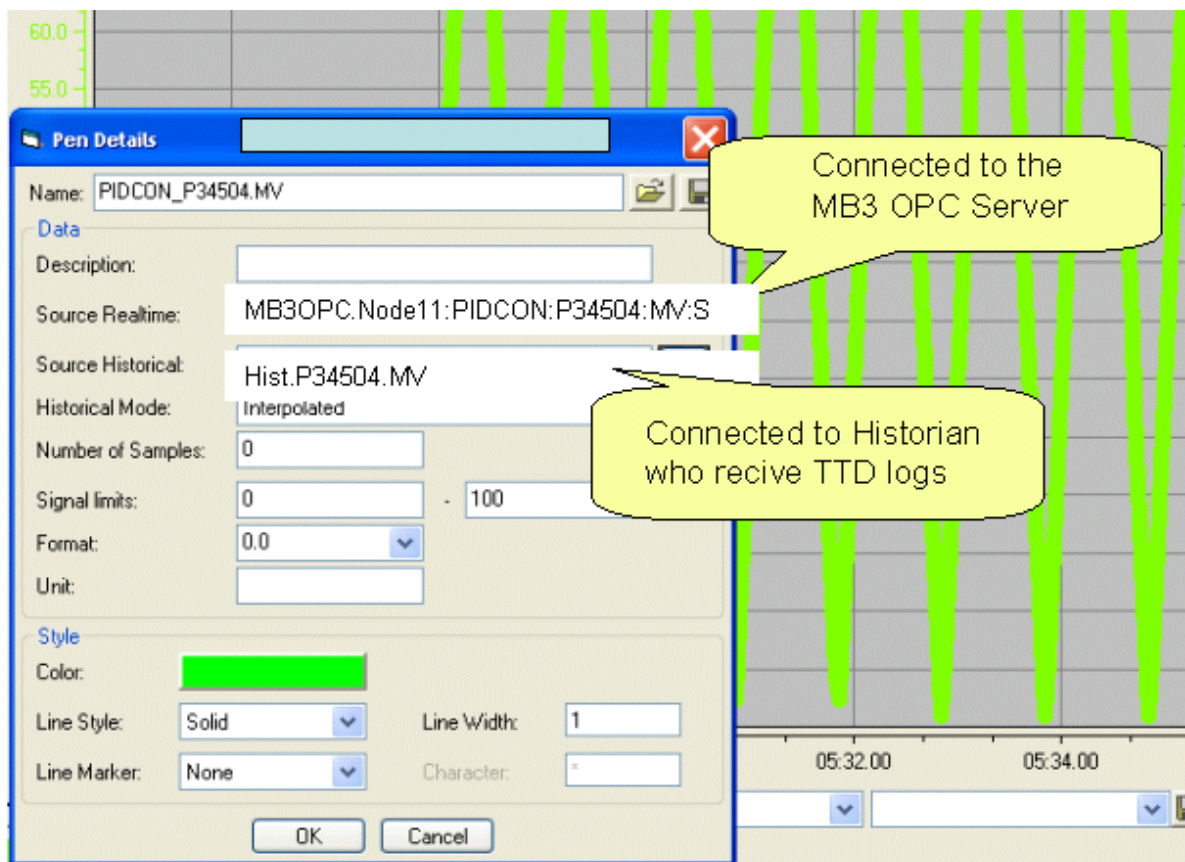 60.0
55.0
Pen Details
Name: PIDCON_P34504.MV
Data
Description:
Source Realtime: MB3OPC.Node11:PIDCON:P34504:MV:S
Source Historical: Hist.P34504.MV
Historical Mode: Interpolated
Number of Samples: 0
Signal limits: 0 - 100
Format: 0.0
Unit:
Style
Color:
Line Style: Solid Line Width: 1
Line Marker: None Character: *
OK Cancel
Connected to the
MB3 OPC Server
Connected to Historian
who recive TTD logs
05:32.00 05:34.00